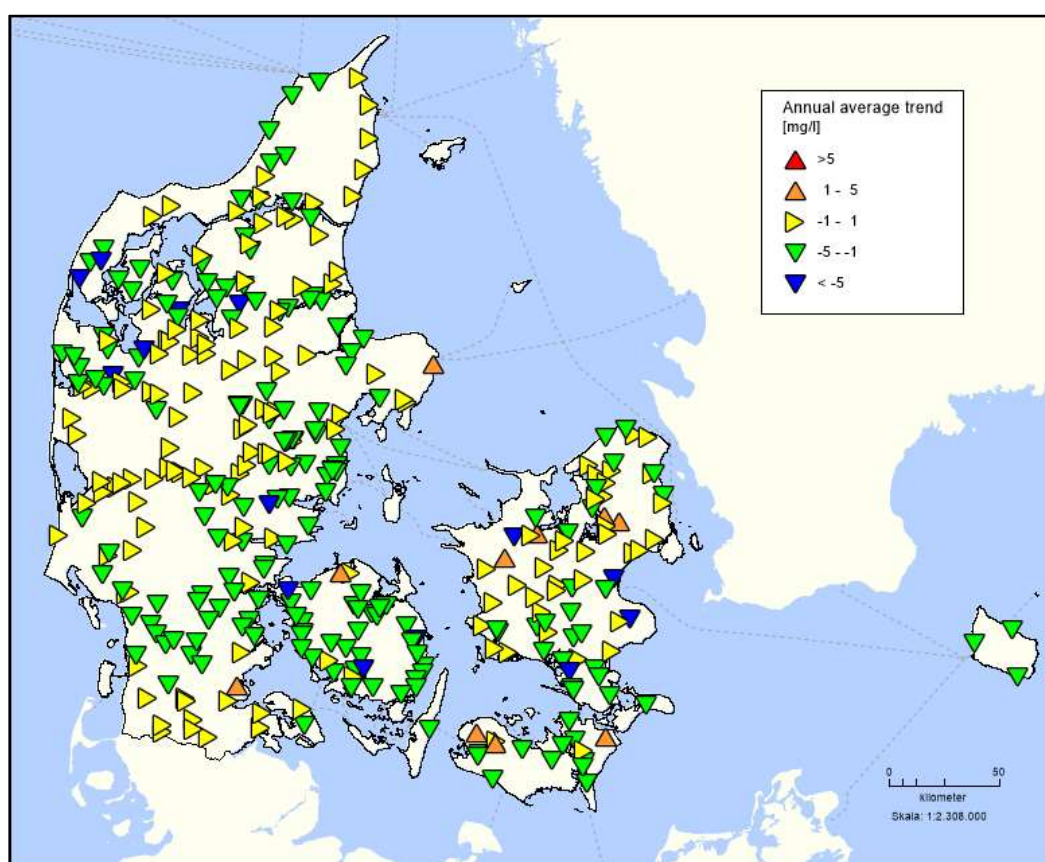 Annual average trend
[mg/l]
>5
1 - 5
-1 - 1
-5 - -1
< -5
0 50
kilometer
Skala: 1:2.308.000